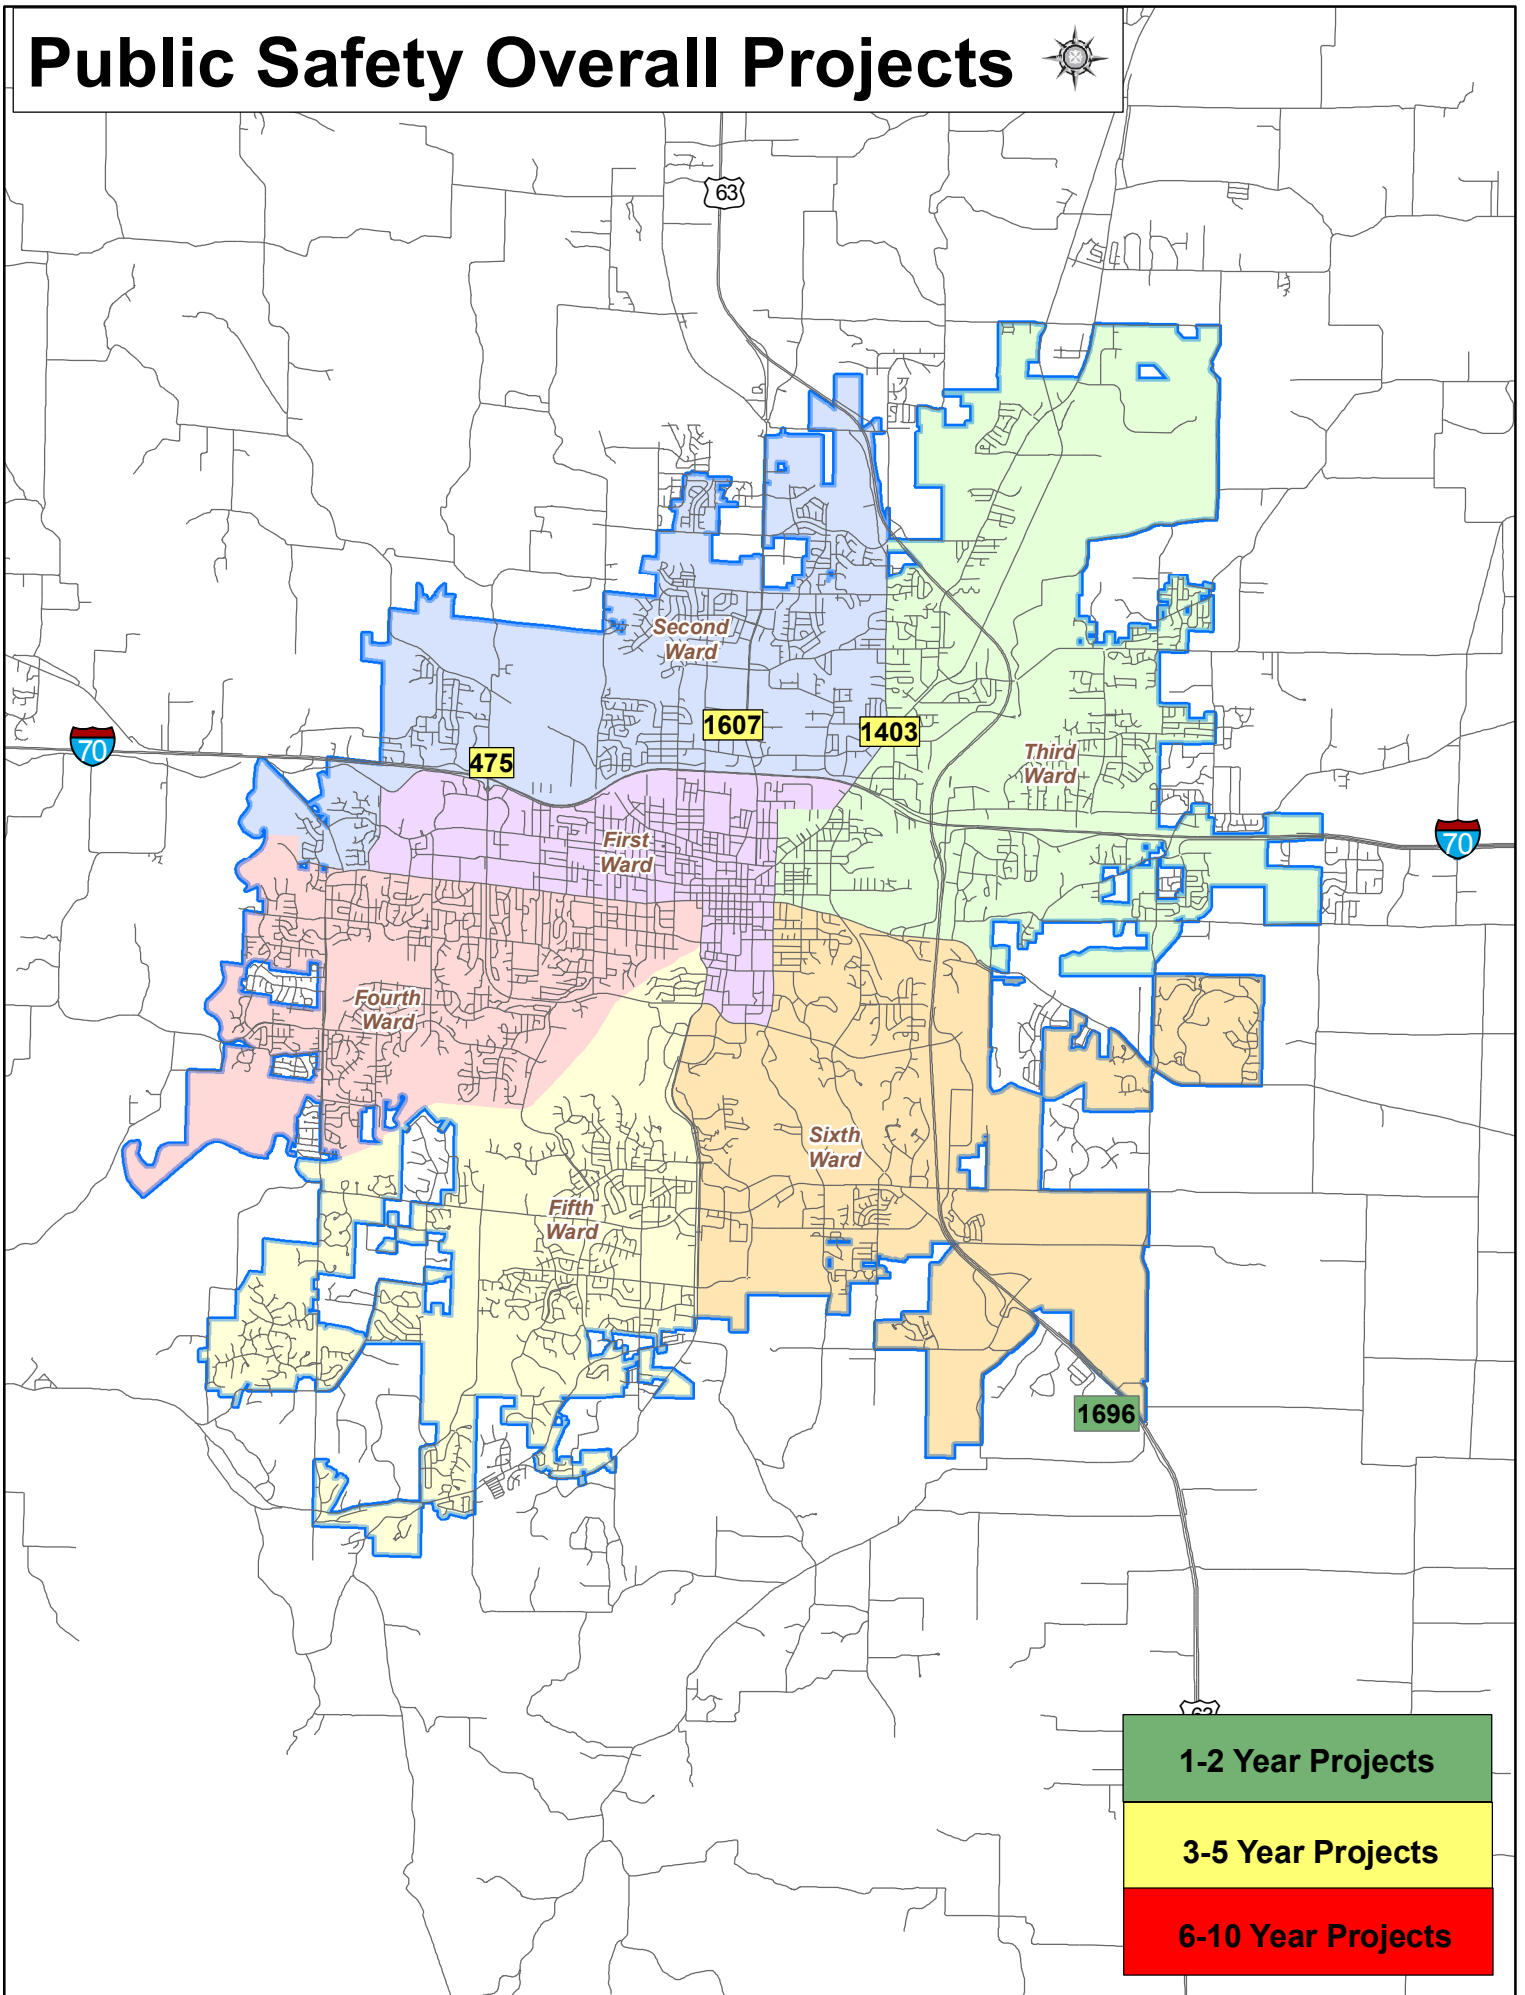 Public Safety Overall Projects
63
Second
Ward
1607
1403
70
475
Third
Ward
First
Ward
70
Fourth
Ward
Sixth
Ward
Fifth
Ward
1696
63
1-2 Year Projects
3-5 Year Projects
6-10 Year Projects